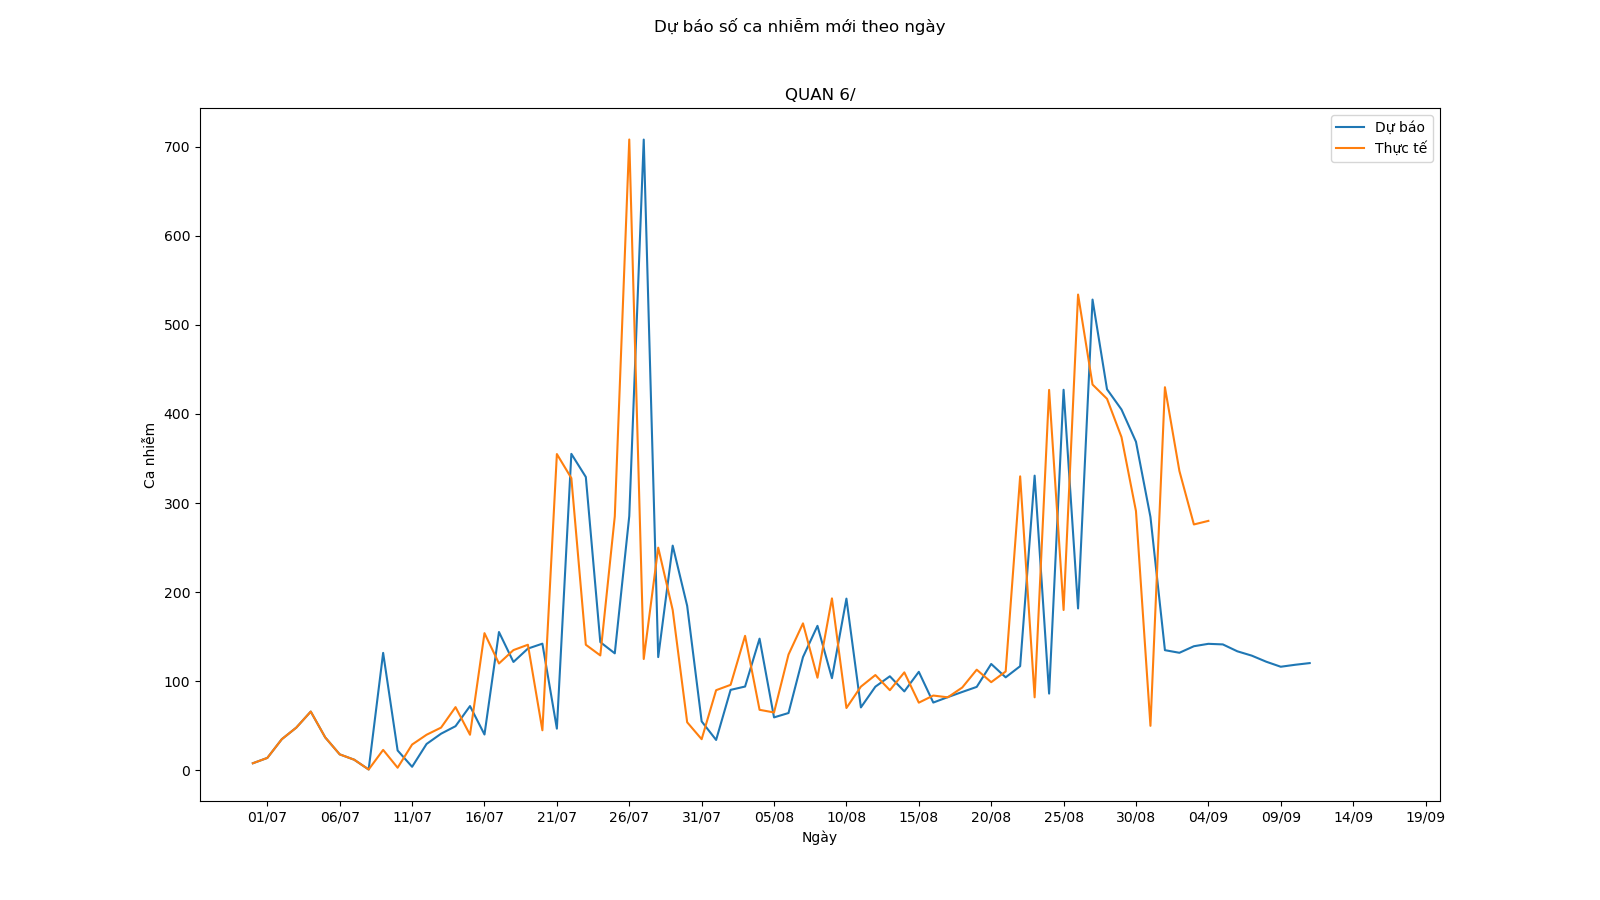 Dự báo số ca nhiễm mới theo ngày
QUAN 6/
Dự báo
Thực tế
700
600
500
400
300
200
100
0
Ca nhiễm
01/07 06/07 11/07 16/07 21/07 26/07 31/07 05/08 10/08 15/08 20/08 25/08 30/08 04/09 09/09 14/09 19/09
Ngày